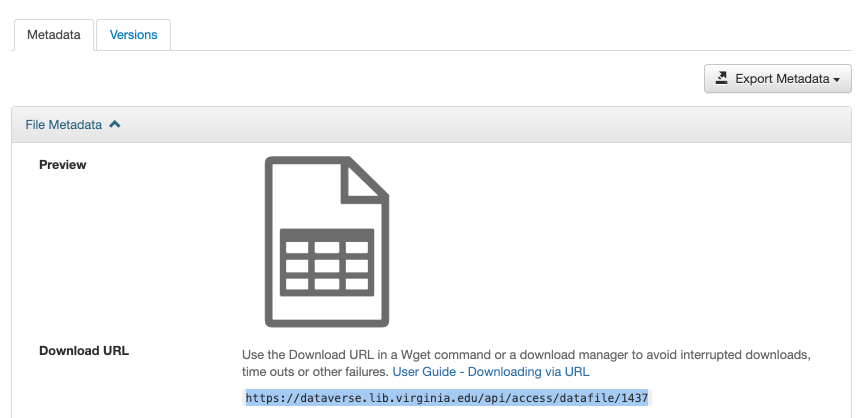 Metadata
Versions
Export Metadata
File Metadata
Preview
Download URL
Use the Download URL in a Wget command or a download manager to avoid interrupted downloads,
time outs or other failures. User Guide - Downloading via URL
https://dataverse.lib.virginia.edu/api/access/datafile/1437